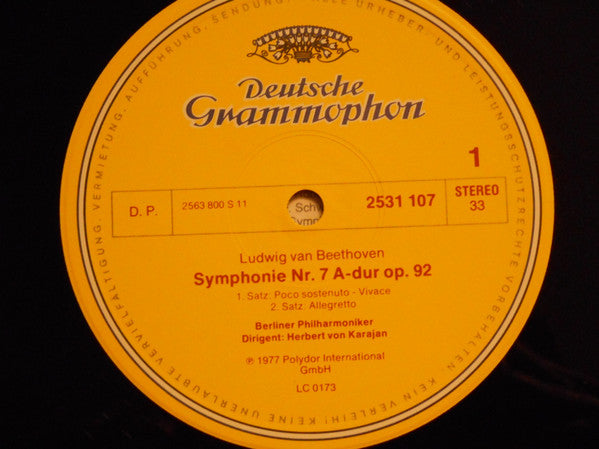 Deutsche
Grammophon
1
D. P.
2563 800 S 11
Sch
2531 107
STEREO
33
Ludwig van Beethoven
Symphonie Nr. 7 A-dur op. 92
1. Satz: Poco sostenuto - Vivace
2. Satz: Allegretto
Berliner Philharmoniker
Dirigent: Herbert von Karajan
℗ 1977 Polydor International
GmbH
LC 0173
ALLE URHEBER- UND LEISTUNGSSCHUTZRECHTE VORBEHALTEN. KEIN VERLEIH! KEINE UNERLAUBTE VERVIELFÄLTIGUNG, VERMIETUNG, AUFFÜHRUNG, SENDUNG!